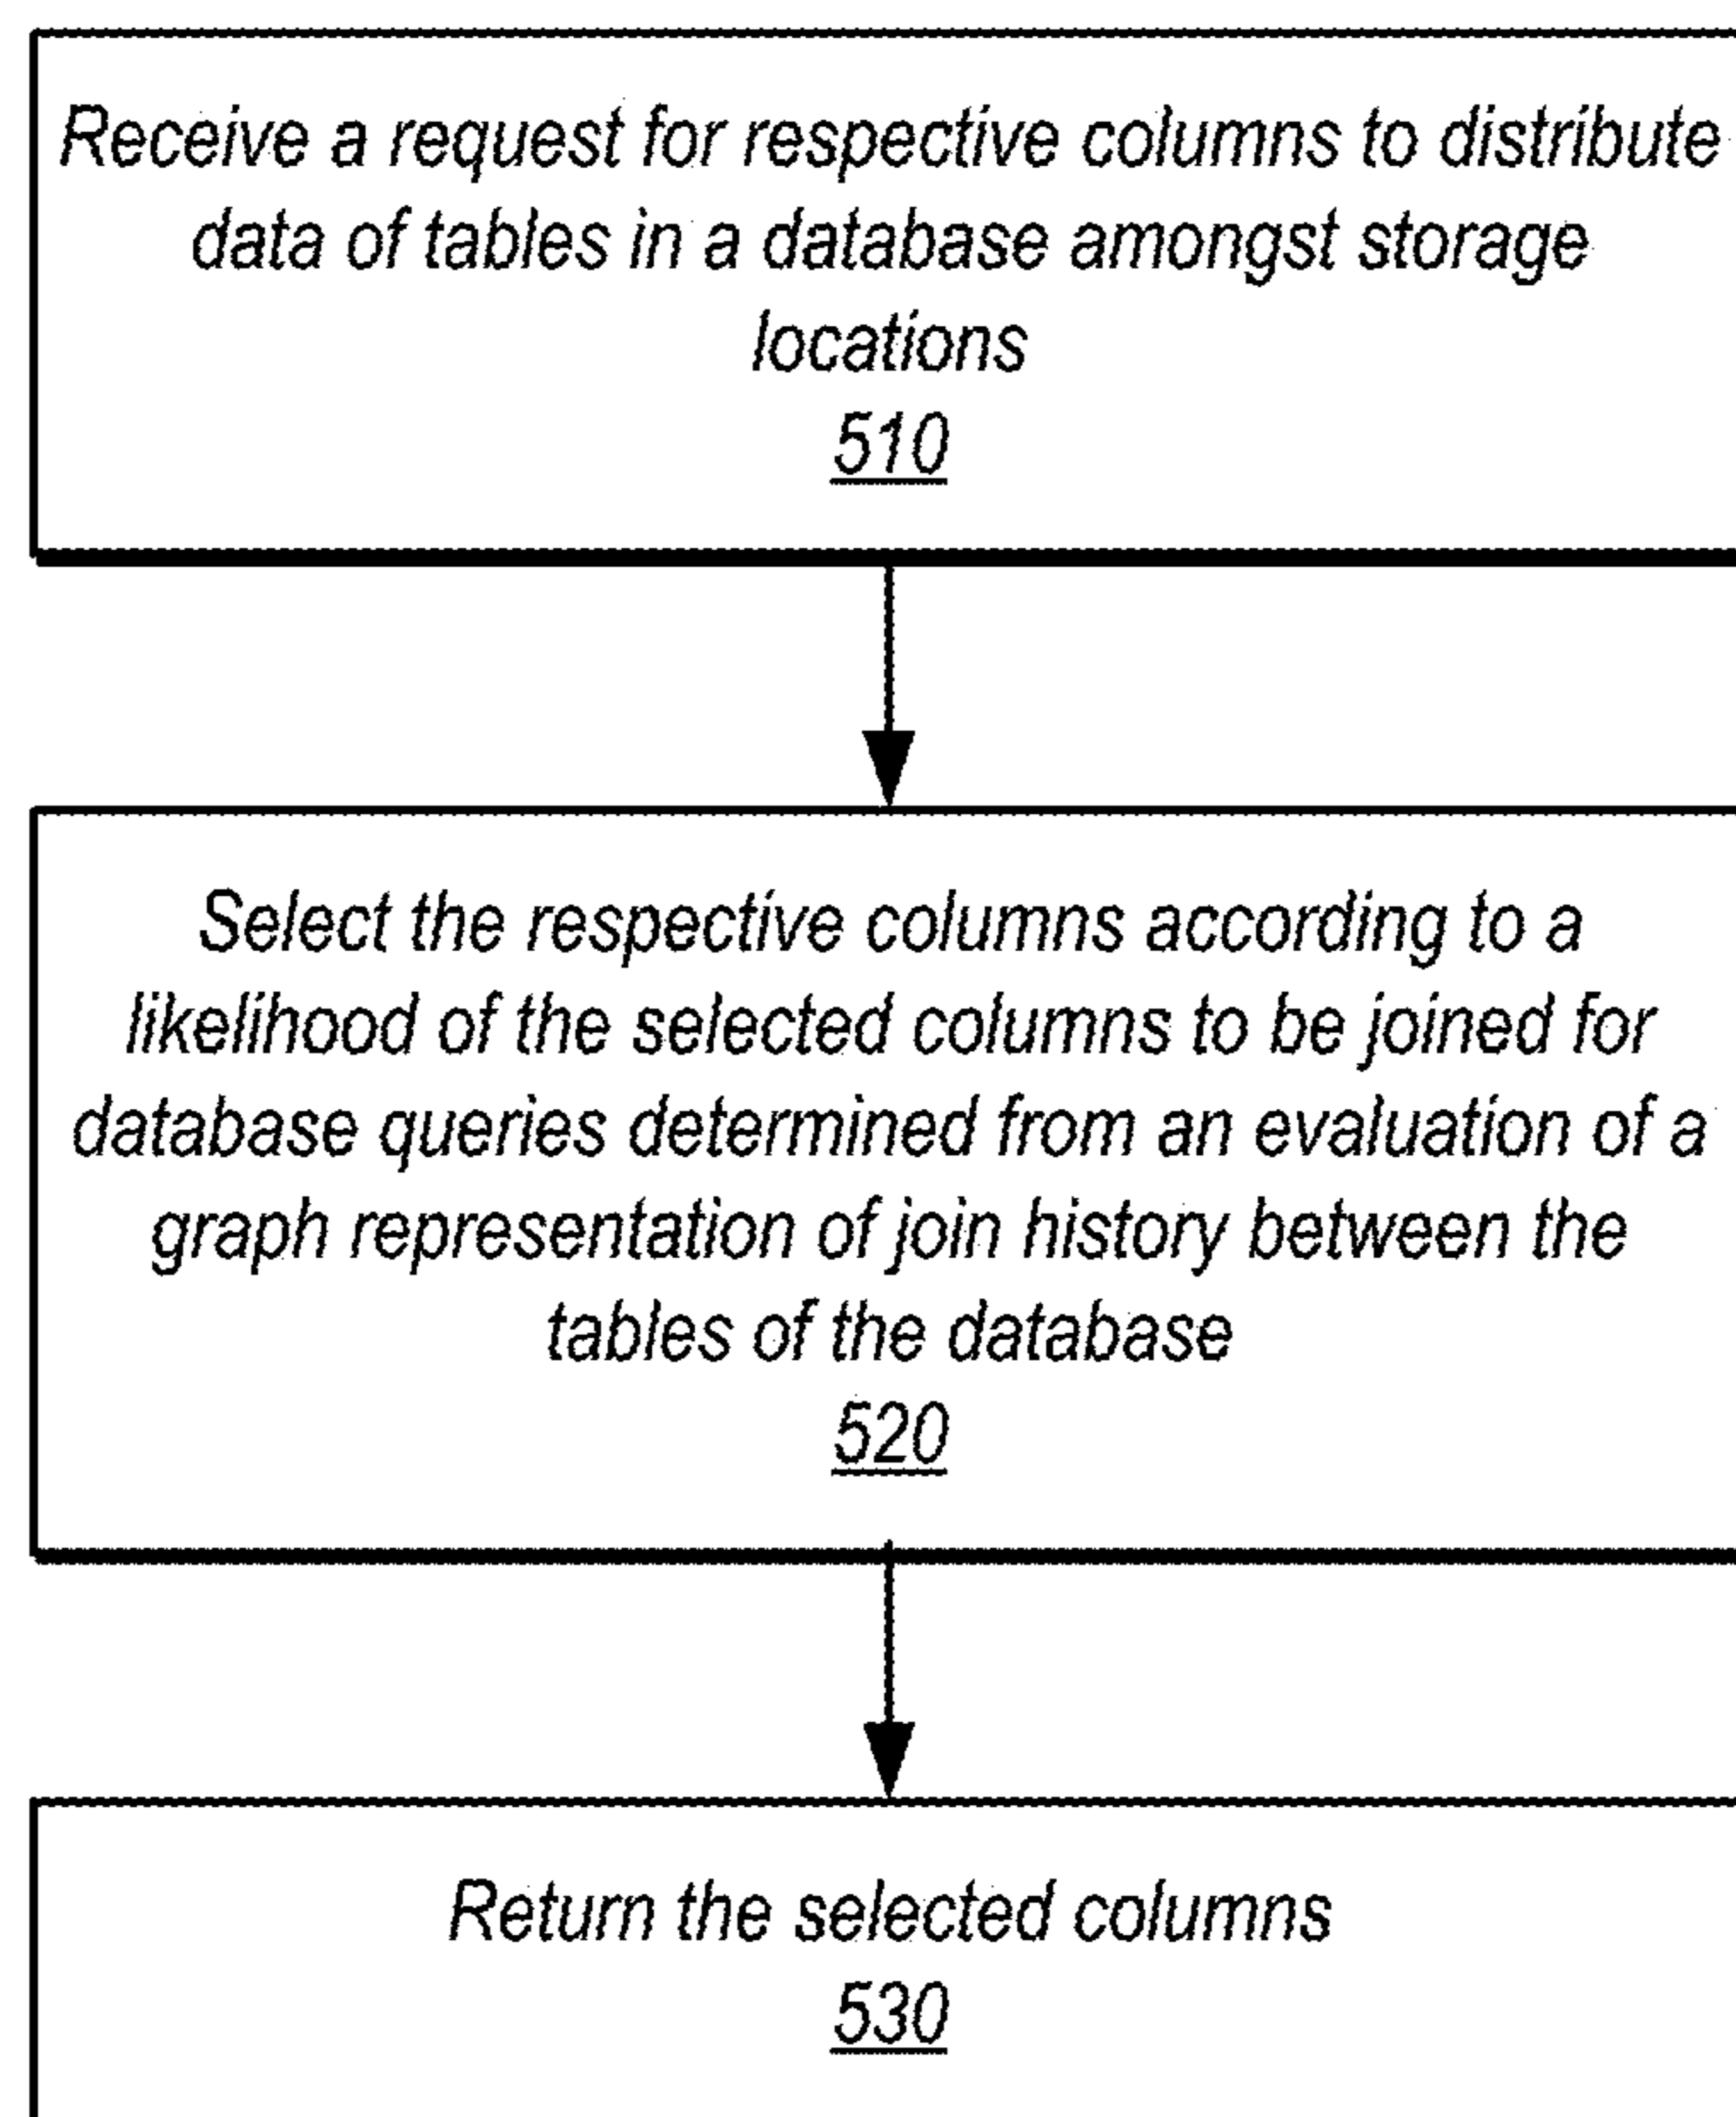 Receive a request for respective columns to distribute
data of tables in a database amongst storage
locations
510
Select the respective columns according to a
likelihood of the selected columns to be joined for
database queries determined from an evaluation of a
graph representation of join history between the
tables of the database
520
Return the selected columns
530